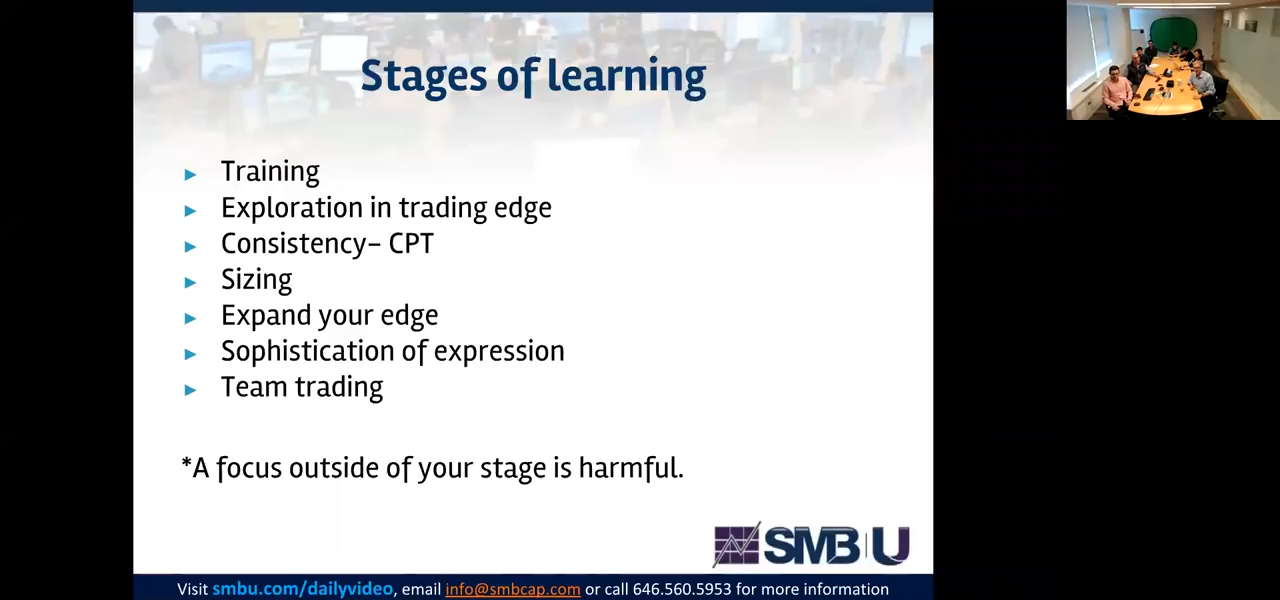 Stages of learning
Training
Exploration in trading edge
Consistency– CPT
Sizing
Expand your edge
Sophistication of expression
Team trading
*A focus outside of your stage is harmful.
SMB U
Visit smbu.com/dailyvideo, email info@smbcap.com or call 646.560.5953 for more information